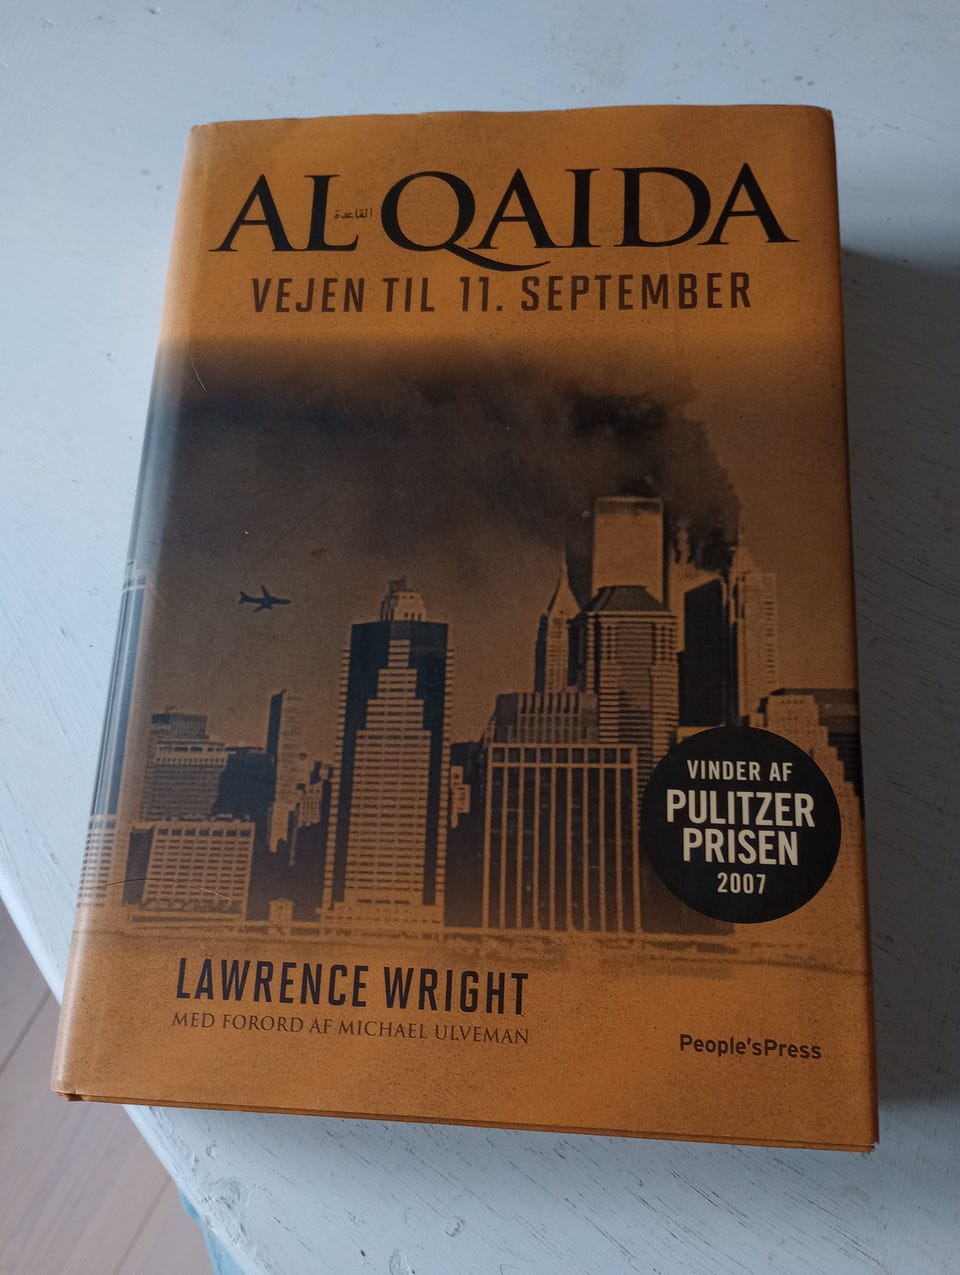 AL القاعدة QAIDA
VEJEN TIL 11. SEPTEMBER
VINDER AF
PULITZER
PRISEN
2007
LAWRENCE WRIGHT
MED FORORD AF MICHAEL ULVEMAN
People'sPress